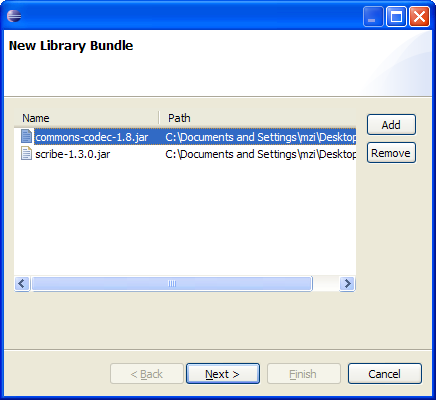 New Library Bundle
Name Path
commons-codec-1.8.jar C:\Documents and Settings\mzi\Desktop
scribe-1.3.0.jar C:\Documents and Settings\mzi\Desktop
Add
Remove
< Back Next > Finish Cancel